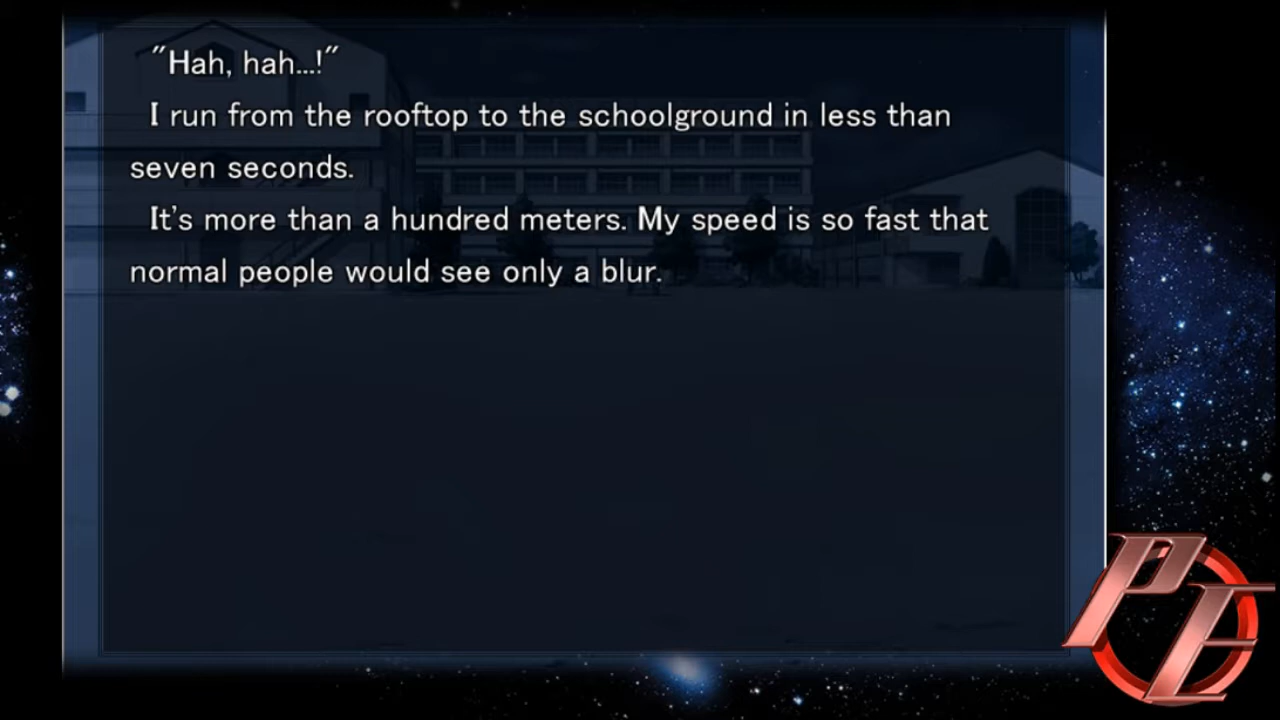 "Hah, hah...!"
I run from the rooftop to the schoolground in less than
seven seconds.
It's more than a hundred meters. My speed is so fast that
normal people would see only a blur.
PE